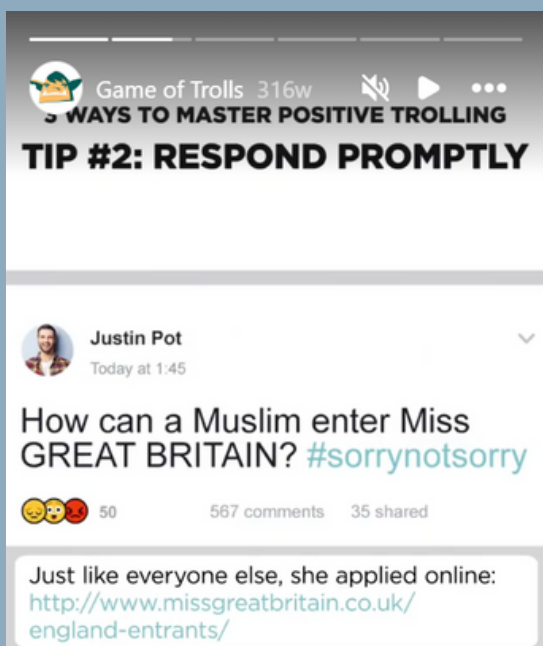 Game of Trolls 316w
3 WAYS TO MASTER POSITIVE TROLLING
TIP #2: RESPOND PROMPTLY
Justin Pot
Today at 1:45
How can a Muslim enter Miss
GREAT BRITAIN? #sorrynotsorry
50 567 comments 35 shared
Just like everyone else, she applied online:
http://www.missgreatbritain.co.uk/
england-entrants/